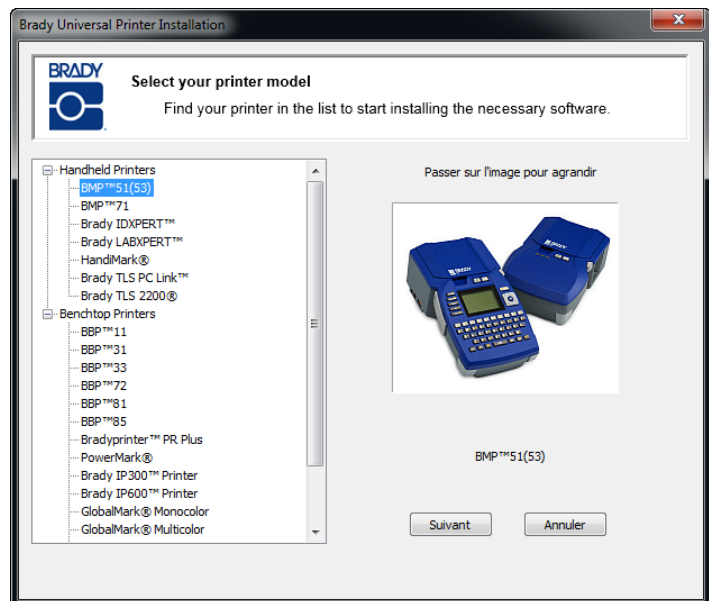 Brady Universal Printer Installation
BRADY
Select your printer model
Find your printer in the list to start installing the necessary software.
Handheld Printers
BMP™51(53)
BMP™71
Brady IDXPERT™
Brady LABXPERT™
HandiMark®
Brady TLS PC Link™
Brady TLS 2200®
Benchtop Printers
BBP™11
BBP™31
BBP™33
BBP™72
BBP™81
BBP™85
Bradyprinter™ PR Plus
PowerMark®
Brady IP300™ Printer
Brady IP600™ Printer
GlobalMark® Monocolor
GlobalMark® Multicolor
Passer sur l'image pour agrandir
BRADY
BMP™51(53)
Suivant
Annuler